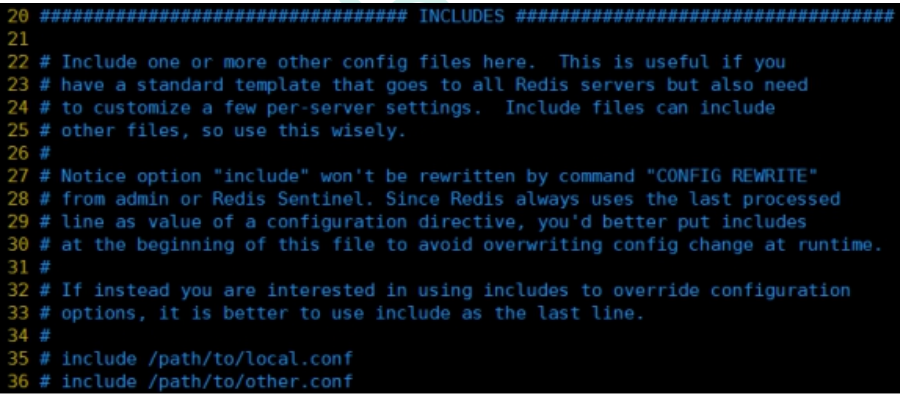 20 ################################## INCLUDES ###################################
21
22 # Include one or more other config files here.  This is useful if you
23 # have a standard template that goes to all Redis servers but also need
24 # to customize a few per-server settings.  Include files can include
25 # other files, so use this wisely.
26 #
27 # Notice option "include" won't be rewritten by command "CONFIG REWRITE"
28 # from admin or Redis Sentinel. Since Redis always uses the last processed
29 # line as value of a configuration directive, you'd better put includes
30 # at the beginning of this file to avoid overwriting config change at runtime.
31 #
32 # If instead you are interested in using includes to override configuration
33 # options, it is better to use include as the last line.
34 #
35 # include /path/to/local.conf
36 # include /path/to/other.conf